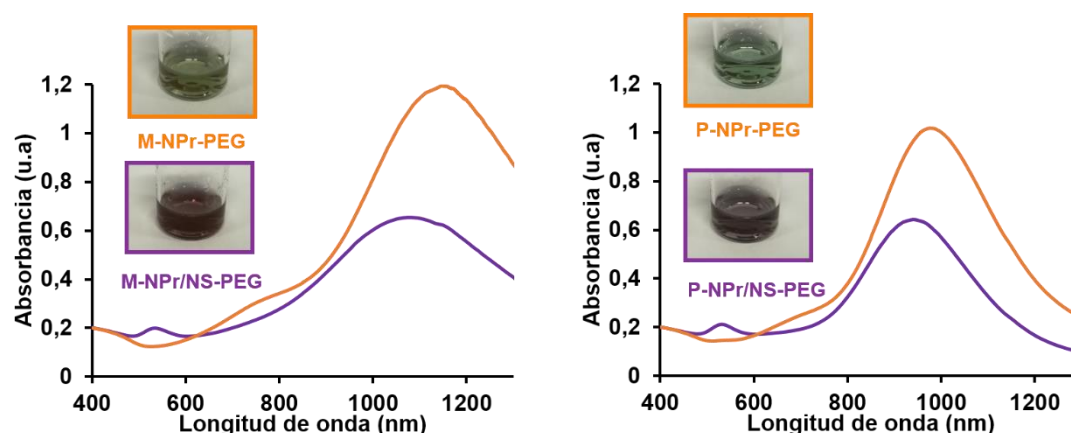 Absorbancia (u.a)
1,2
1
0,8
0,6
0,4
0,2
0
M-NPr-PEG
M-NPr/NS-PEG
400 600 800 1000 1200
Longitud de onda (nm)
Absorbancia (u.a)
1,2
1
0,8
0,6
0,4
0,2
0
P-NPr-PEG
P-NPr/NS-PEG
400 600 800 1000 1200
Longitud de onda (nm)